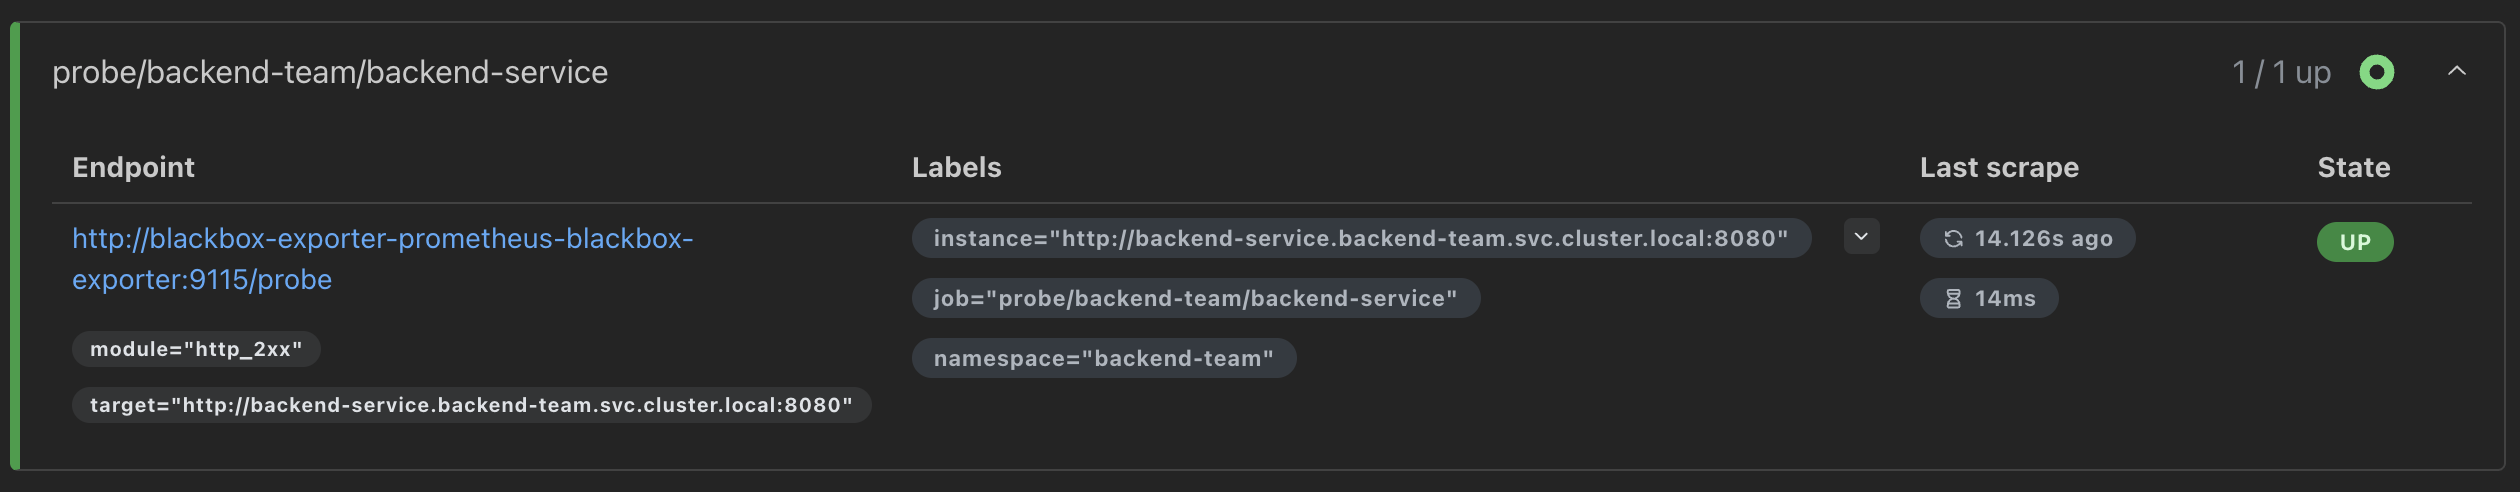 probe/backend-team/backend-service
1 / 1 up
Endpoint
Labels
Last scrape
State
http://blackbox-exporter-prometheus-blackbox-
exporter:9115/probe
module="http_2xx"
target="http://backend-service.backend-team.svc.cluster.local:8080"
instance="http://backend-service.backend-team.svc.cluster.local:8080"
job="probe/backend-team/backend-service"
namespace="backend-team"
14.126s ago
14ms
UP